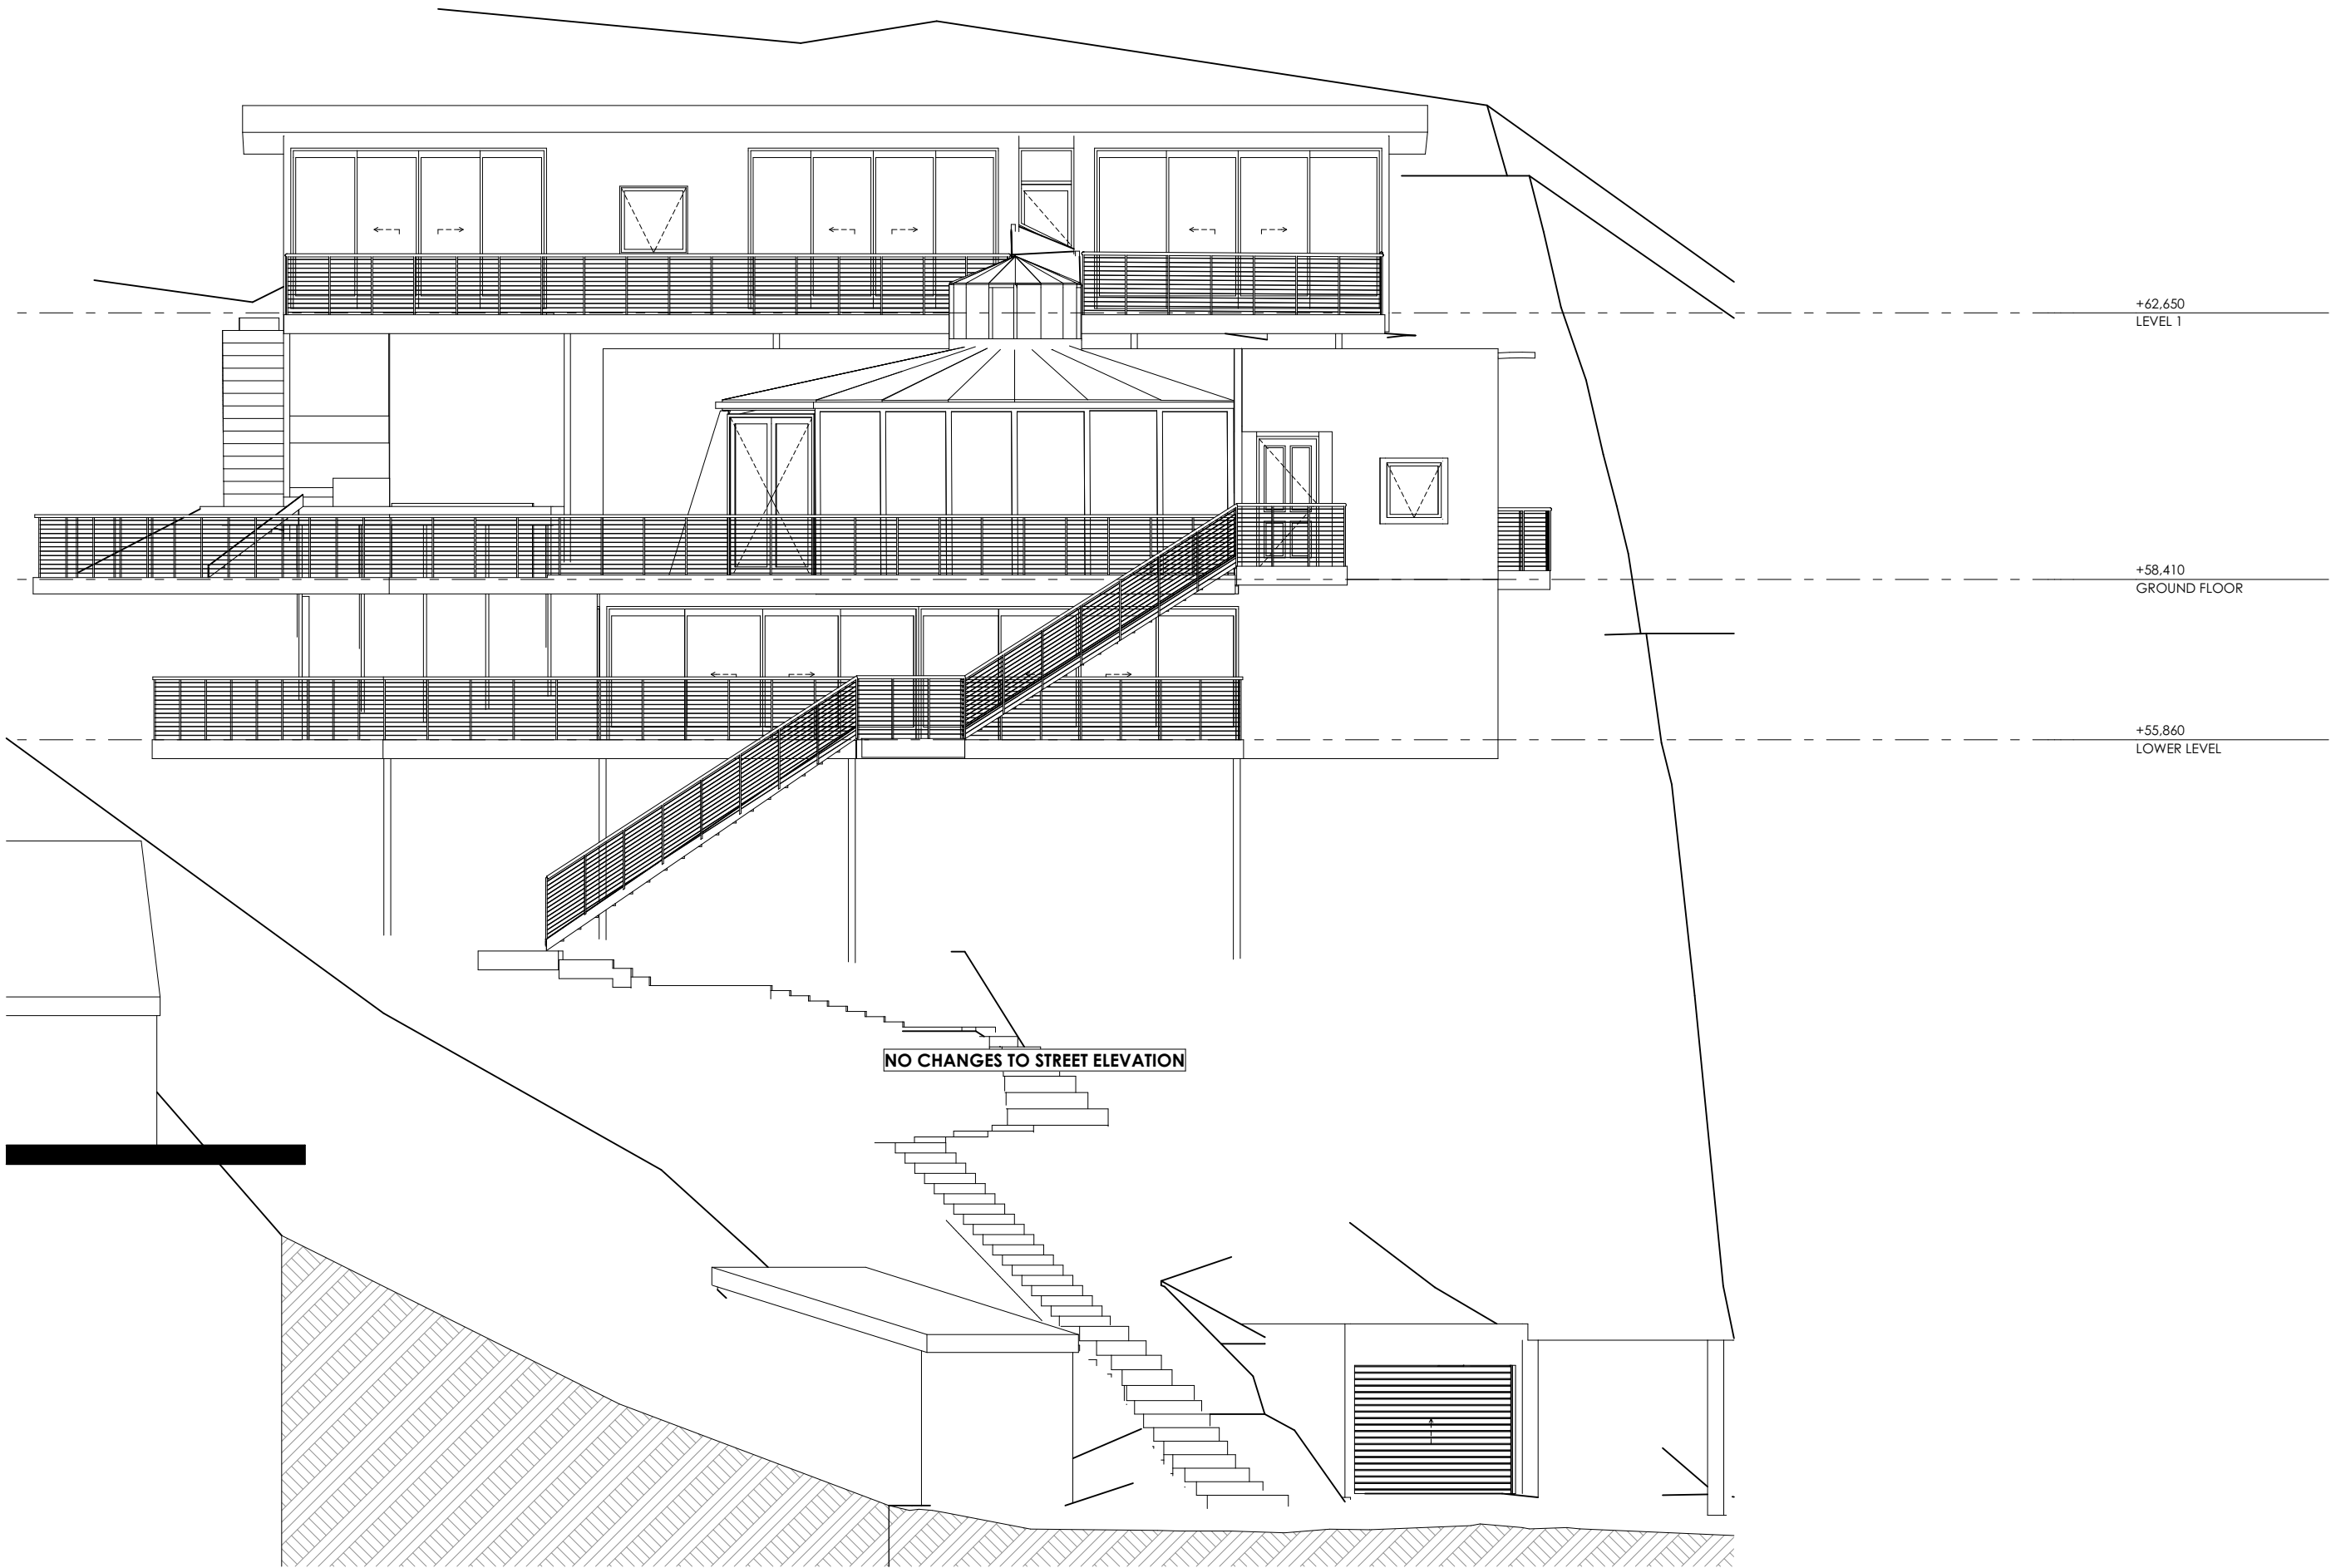 +62,650
LEVEL 1
+58,410
GROUND FLOOR
+55,860
LOWER LEVEL
NO CHANGES TO STREET ELEVATION